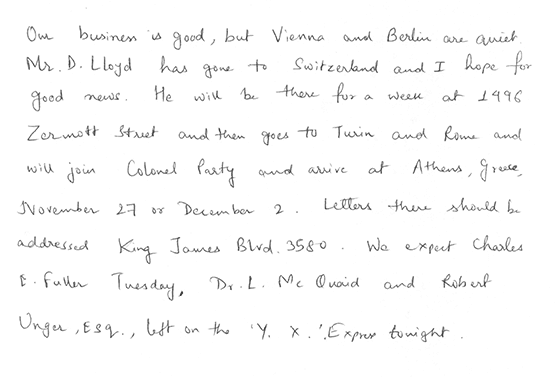 Our business is good, but Vienna and Berlin are quiet.
Mr. D. Lloyd has gone to Switzerland and I hope for
good news. He will be there for a week at 1496
Zermott Street and then goes to Turin and Rome and
will join Colonel Party and arrive at Athens, Greece,
November 27 or December 2. Letters there should be
addressed King James Blvd. 3580. We expect Charles
E. Fuller Tuesday, Dr. L. Mc Quaid and Robert
Unger, Esq., left on the 'Y. X.' Express tonight.